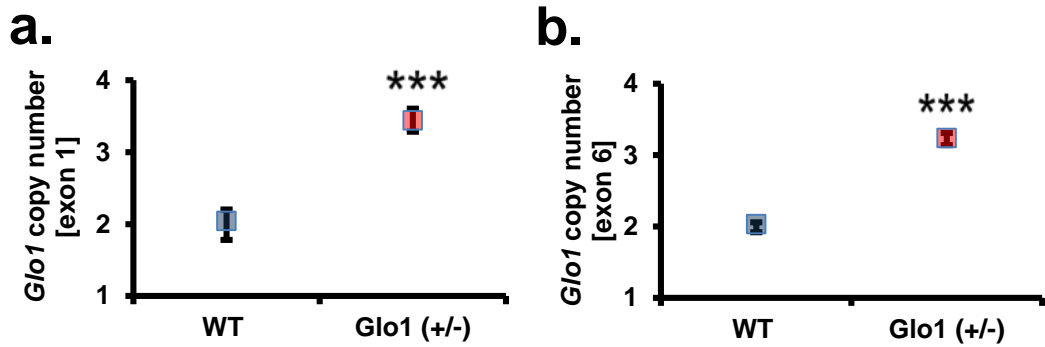 a.
Glo1 copy number
[exon 1]
4
3
2
1
***
WT
Glo1 (+/-)
b.
Glo1 copy number
[exon 6]
4
3
2
1
***
WT
Glo1 (+/-)